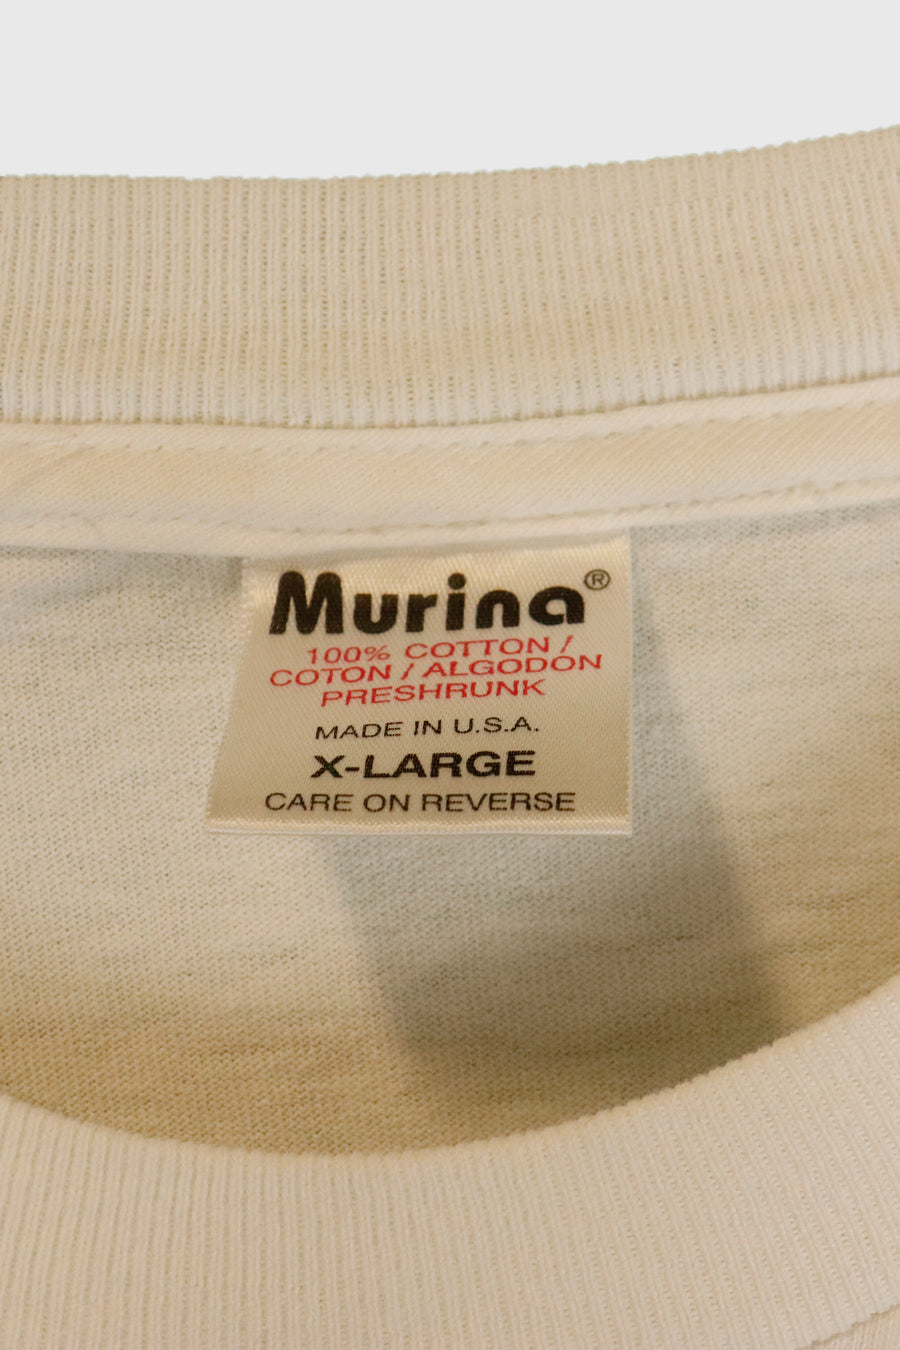 Murina®
100% COTTON /
COTON / ALGODON
PRESHRUNK
MADE IN U.S.A.
X-LARGE
CARE ON REVERSE